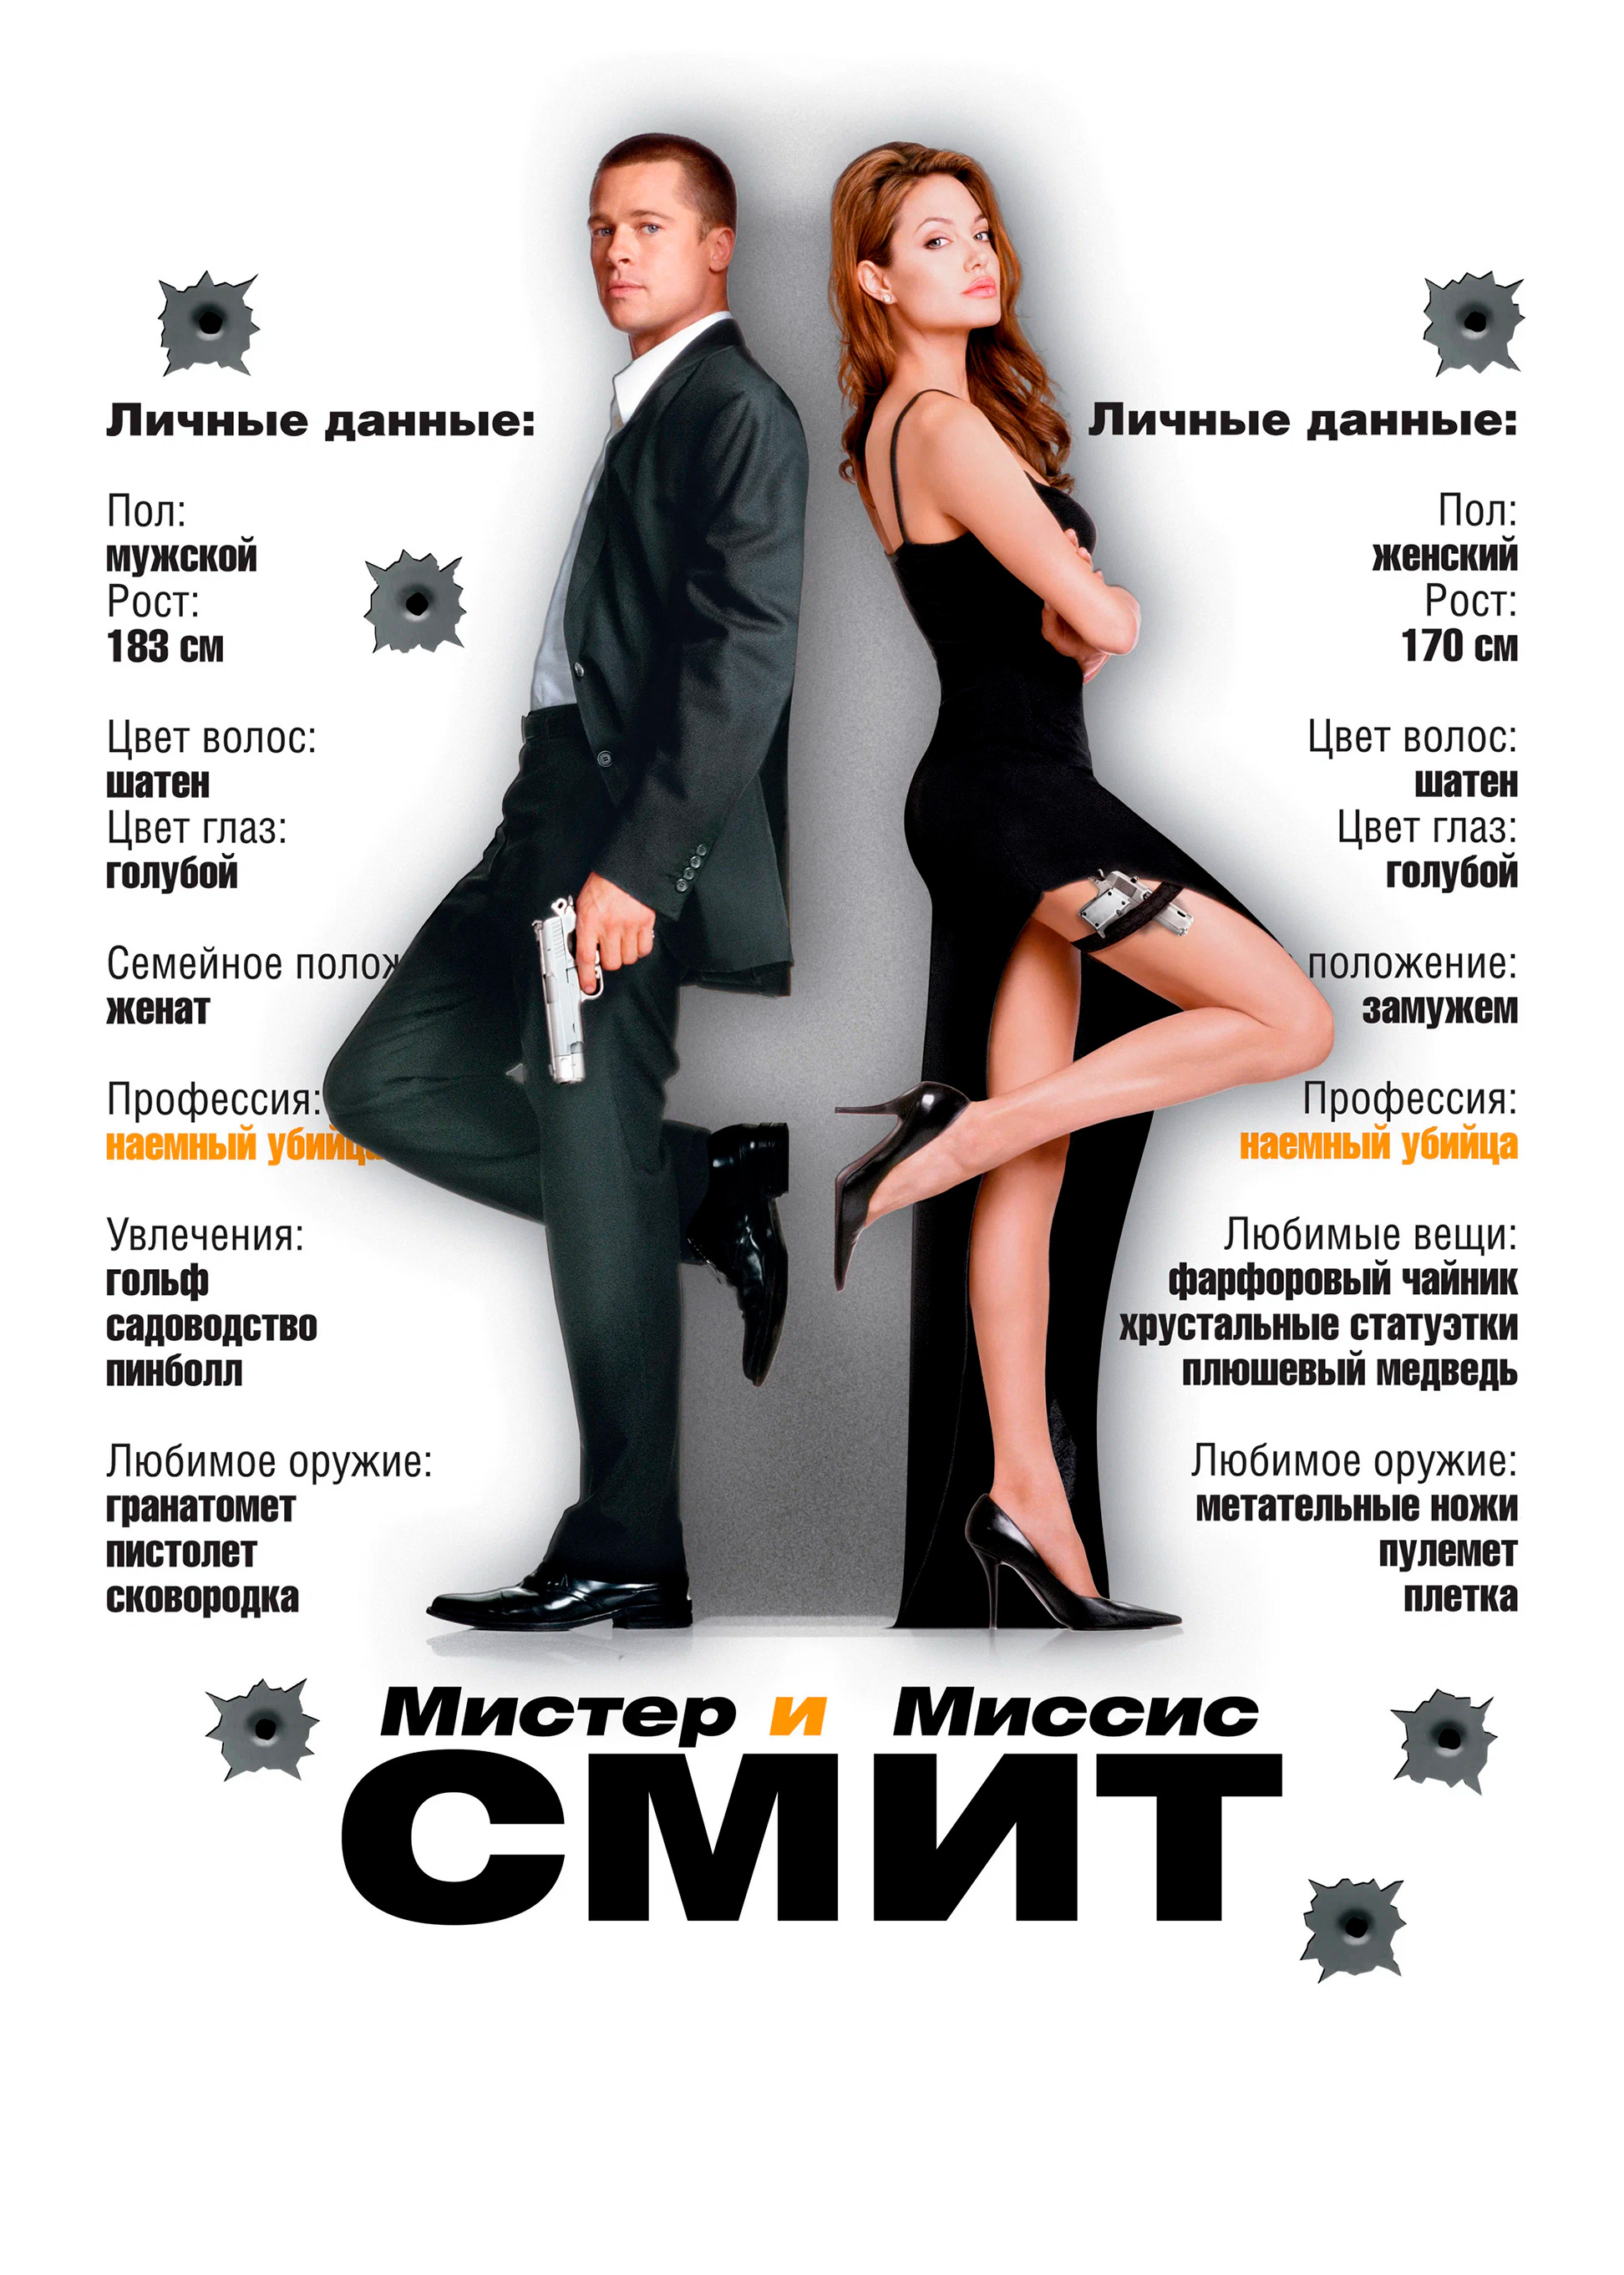 Личные данные:
Пол:
мужской
Рост:
183 см
Цвет волос:
шатен
Цвет глаз:
голубой
Семейное полож
женат
Профессия:
наемный убийца
Увлечения:
гольф
садоводство
пинболл
Любимое оружие:
гранатомет
пистолет
сковородка
Личные данные:
Пол:
женский
Рост:
170 см
Цвет волос:
шатен
Цвет глаз:
голубой
положение:
замужем
Профессия:
наемный убийца
Любимые вещи:
фарфоровый чайник
хрустальные статуэтки
плюшевый медведь
Любимое оружие:
метательные ножи
пулемет
плетка
Мистер и Миссис
СМИТ